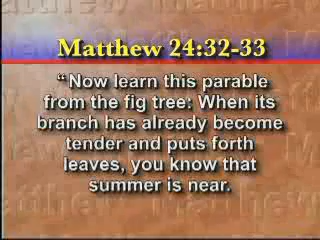 Matthew 24:32-33
“Now learn this parable
from the fig tree: When its
branch has already become
tender and puts forth
leaves, you know that
summer is near.